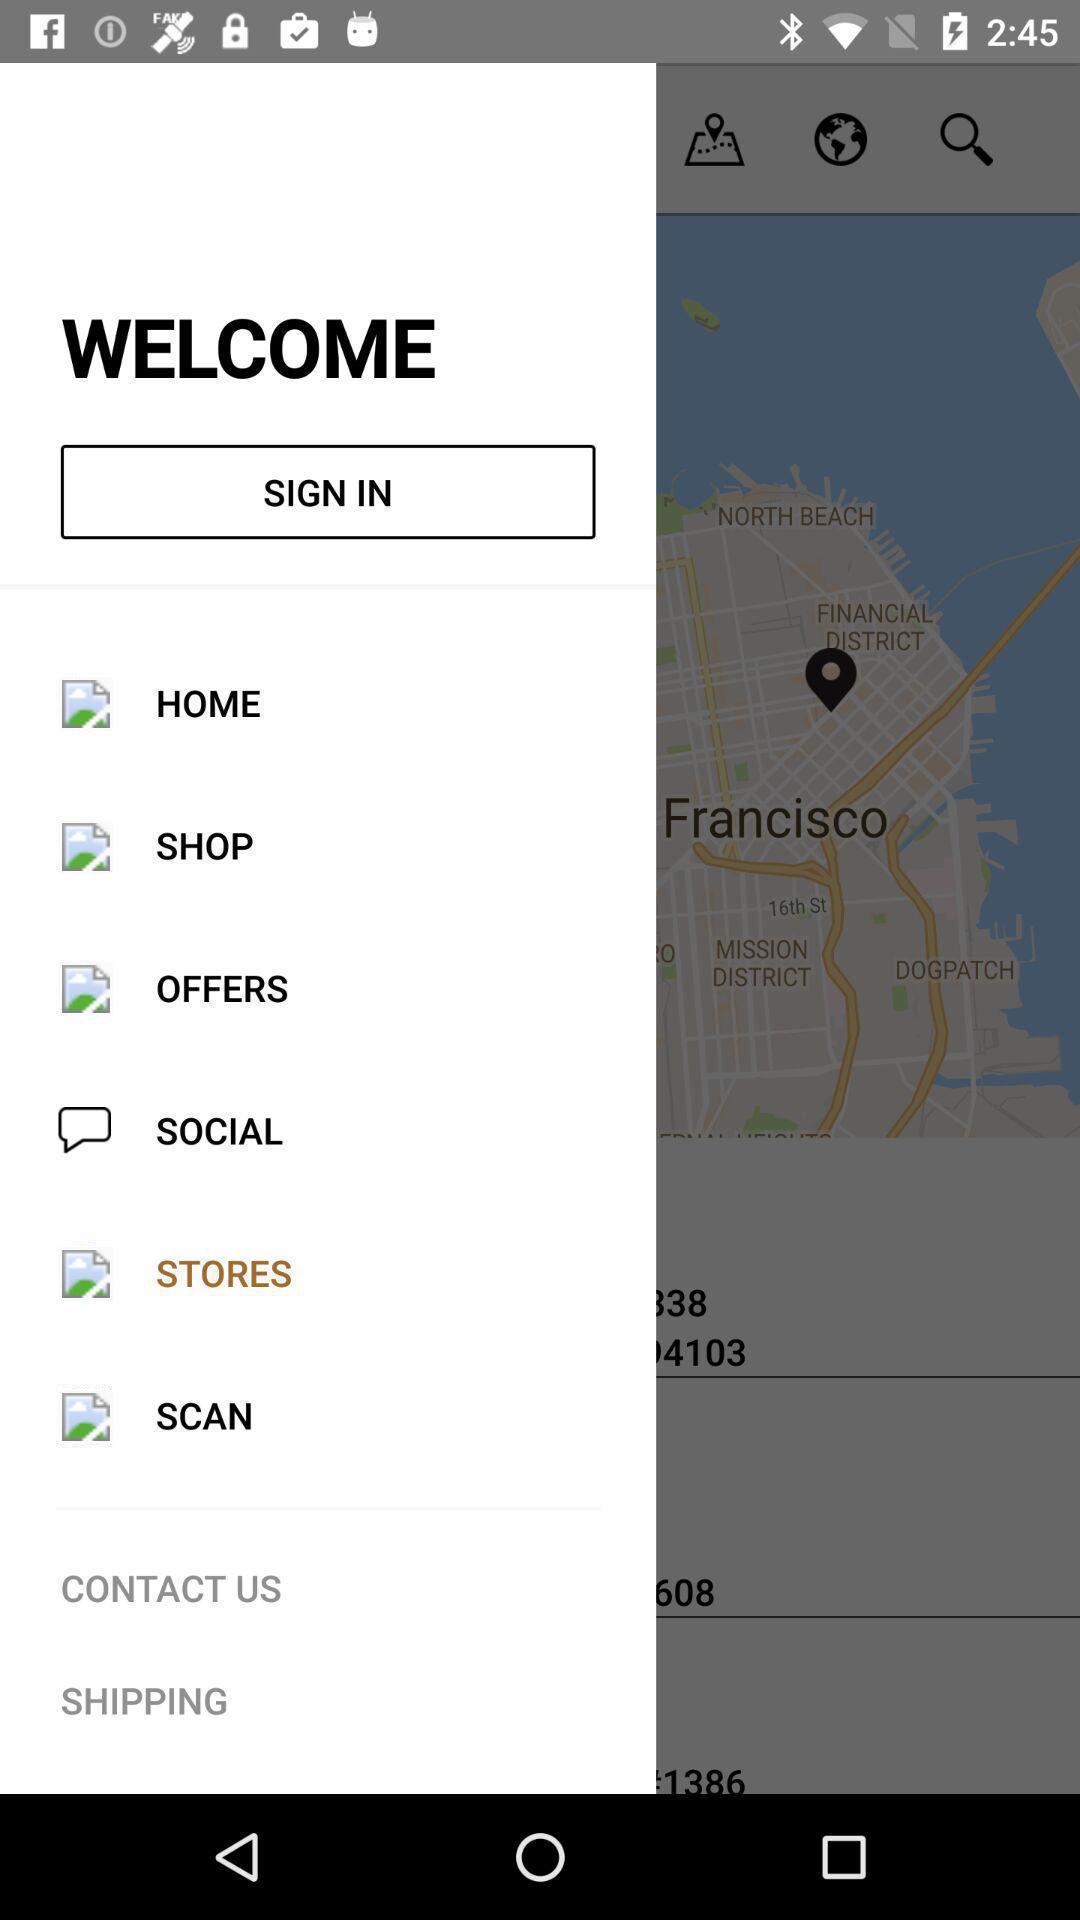 FAKE
2:45
WELCOME
SIGN IN
HOME
SHOP
OFFERS
SOCIAL
STORES
SCAN
CONTACT US
SHIPPING
NORTH BEACH
FINANCIAL
DISTRICT
Francisco
16th St
MISSION
DISTRICT
DOGPATCH
338
94103
608
#1386